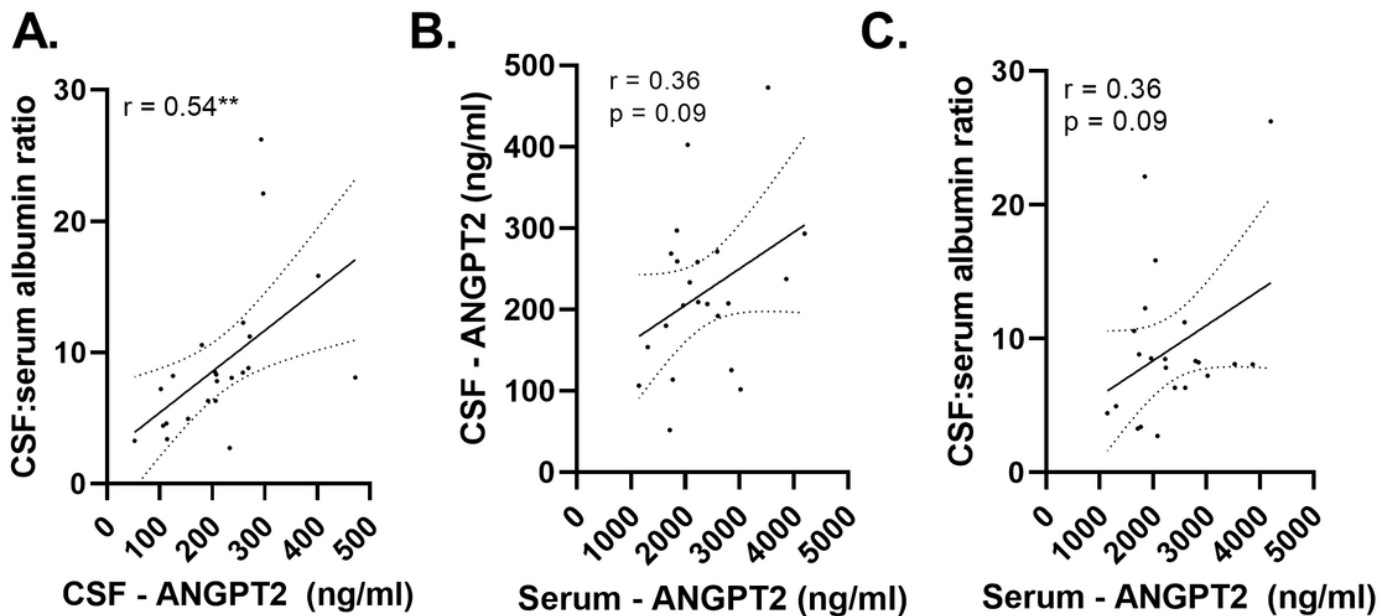 A.
r = 0.54**
CSF:serum albumin ratio
30
20
10
0
0 100 200 300 400 500
CSF - ANGPT2 (ng/ml)
B.
r = 0.36
p = 0.09
CSF - ANGPT2 (ng/ml)
500
400
300
200
100
0
0 1000 2000 3000 4000 5000
Serum - ANGPT2 (ng/ml)
C.
r = 0.36
p = 0.09
CSF:serum albumin ratio
30
20
10
0
0 1000 2000 3000 4000 5000
Serum - ANGPT2 (ng/ml)